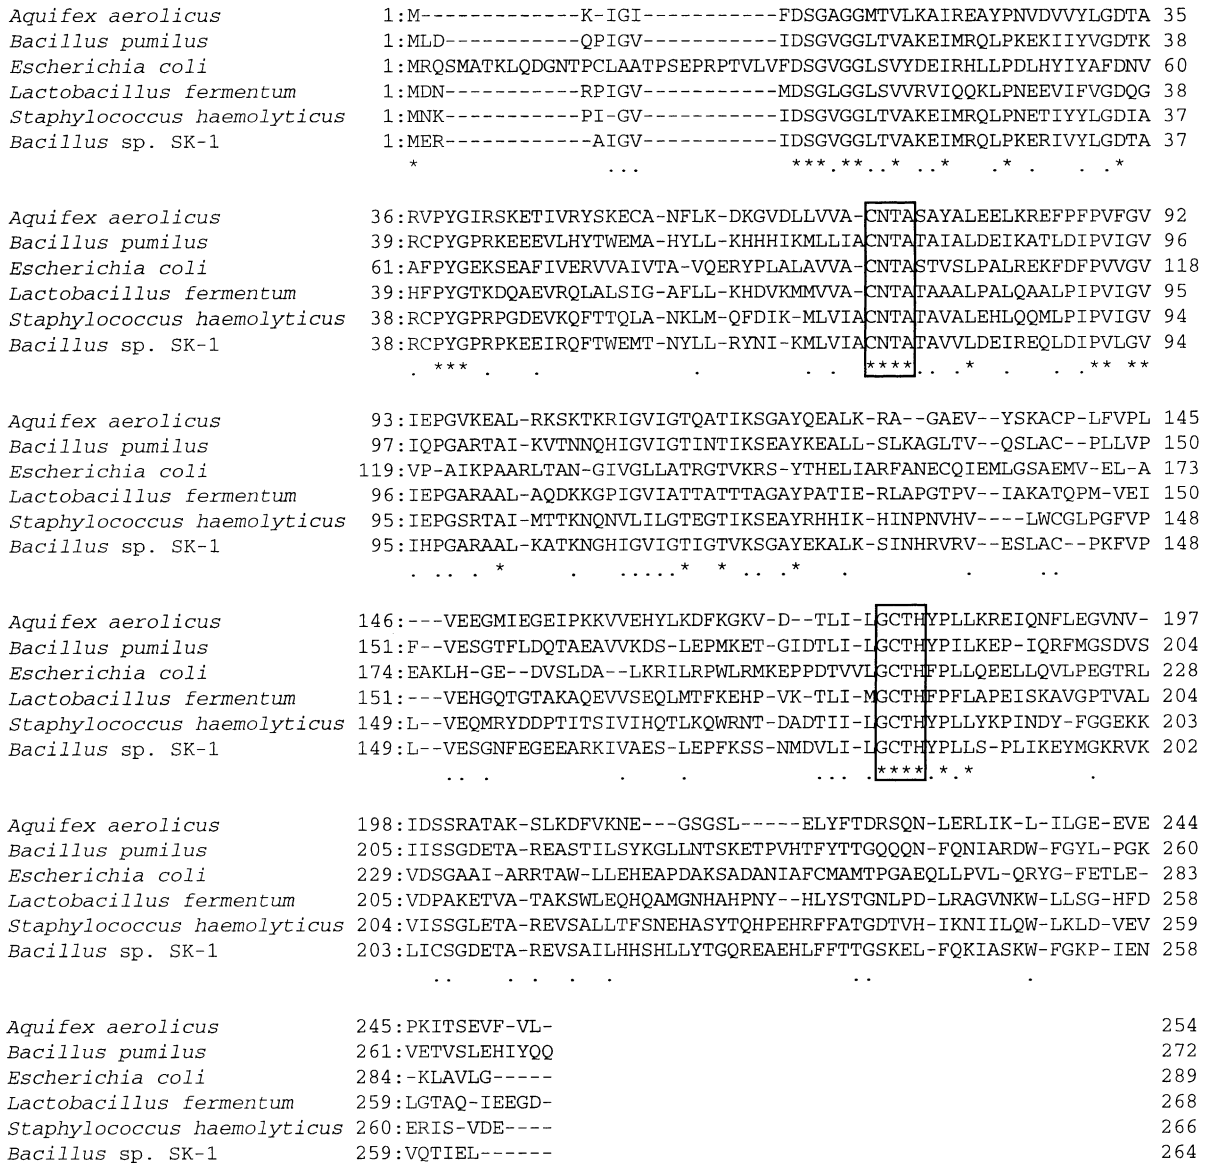 Aquifex aerolicus 1:M-------------K-IGI-----------FDSGAGGMTVLKAIREAYPNVDVVYLGDTA 35
Bacillus pumilus 1:MLD-----------QPIGV-----------IDSGVGGLTVAKEIMRQLPKEKIIYVGDTK 38
Escherichia coli 1:MRQSMATKLQDGNTPCLAATPSEPRPTVLVFDSGVGGLSVYDEIRHLLPDLHYIYAFDNV 60
Lactobacillus fermentum 1:MDN-----------RPIGV-----------MDSGLGGLSVVRVIQQKLPNEEVIFVGDQG 38
Staphylococcus haemolyticus 1:MNK-----------PI-GV-----------IDSGVGGLTVAKEIMRQLPNETIYYLGDIA 37
Bacillus sp. SK-1 1:MER------------AIGV-----------IDSGVGGLTVAKEIMRQLPKERIVYLGDTA 37
* ... ***.**..*...*. .*. . .*
Aquifex aerolicus 36:RVPYGIRSKETIVRYSKECA-NFLK-DKGVDLLVVA-CNTASAYALEELKREFPFPVFGV 92
Bacillus pumilus 39:RCPYGPRKEEEVLHYTWEMA-HYLL-KHHHIKMLLIACNTATAIALDEIKATLDIPVIGV 96
Escherichia coli 61:AFPYGEKSEAFIVERVVAIVTA-VQERYPLALAVVA-CNTASTVSLPALREKFDFPVVGV 118
Lactobacillus fermentum 39:HFPYGTKDQAEVRQLALSIG-AFLL-KHDVKMMVVA-CNTATAAALPALQAALPIPVIGV 95
Staphylococcus haemolyticus 38:RCPYGPRPGDEVKQFTTQLA-NKLM-QFDIK-MLVIACNTATAVALEHLQQMLPIPVIGV 94
Bacillus sp. SK-1 38:RCPYGPRPKEEIRQFTWEMT-NYLL-RYNI-KMLVIACNTATAVVLDEIREQLDIPVLGV 94
. *** . . . . ****... * . . .** **
Aquifex aerolicus 93:IEPGVKEAL-RKSKTKRIGVIGTQATIKSGAYQEALK-RA--GAEV--YSKACP-LFVPL 145
Bacillus pumilus 97:IQPGARTAI-KVTNNQHIGVIGTINTIKSEAYKEALL-SLKAGLTV--QSLAC--PLLVP 150
Escherichia coli 119:VP-AIKPAARLTAN-GIVGLLATRGTVKRS-YTHELIARFANECQIEMLGSAEMV-EL-A 173
Lactobacillus fermentum 96:IEPGARAAL-AQDKKGPIGVIATTATTTAGAYPATIE-RLAPGTPV--IAKATQPM-VEI 150
Staphylococcus haemolyticus 95:IEPGSRTAI-MTTKNQNVLILGTEGTIKSEAYRHHIK-HINPNVHV----LWCGLPGFVP 148
Bacillus sp. SK-1 95:IHPGARAAL-KATKNGHIGVIGTIGTVKSGAYEKALK-SINHRVRV--ESLAC--PKFVP 148
. .. . * . .....* *.. .* . . ..
Aquifex aerolicus 146:---VEEGMIEGEIPKKVVEHYLKDFKGKV-D--TLI-LGCTHYPLLKREIQNFLEGVNV- 197
Bacillus pumilus 151:F--VESGTFLDQTAEAVVKDS-LEPMKET-GIDTLI-LGCTHYPILKEP-IQRFMGSDVS 204
Escherichia coli 174:EAKLH-GE--DVSLDA--LKRILRPWLRMKEPPDTVVLGCTHFPLLQEELLQVLPEGTRL 228
Lactobacillus fermentum 151:---VEHGQTGTAKAQEVVSEQLMTFKEHP-VK-TLI-MGCTHFPFLAPEISKAVGPTVAL 204
Staphylococcus haemolyticus 149:L--VEQMRYDDPTITSIVIHQTLKQWRNT-DADTII-LGCTHYPLLYKPINDY-FGGEKK 203
Bacillus sp. SK-1 149:L--VESGNFEGEEARKIVAES-LEPFKSS-NMDVLI-LGCTHYPLLS-PLIKEYMGKRVK 202
.. . . . ... .****.*.* .
Aquifex aerolicus 198:IDSSRATAK-SLKDFVKNE---GSGSL-----ELYFTDRSQN-LERLIK-L-ILGE-EVE 244
Bacillus pumilus 205:IISSGDETA-REASTILSYKGLLNTSKETPVHTFYTTGQQQN-FQNIARDW-FGYL-PGK 260
Escherichia coli 229:VDSGAAI-ARRTAW-LLEHEAPDAKSADANIAFCMAMTPGAEQLLPVL-QRYG-FETLE- 283
Lactobacillus fermentum 205:VDPAKETVA-TAKSWLEQHQAMGNHAHPNY--HLYSTGNLPD-LRAGVNKW-LLSG-HFD 258
Staphylococcus haemolyticus 204:VISSGLETA-REVSALLTFSNEHASYTQHPEHRFFATGDTVH-IKNIILQW-LKLD-VEV 259
Bacillus sp. SK-1 203:LICSGDETA-REVSAILHHSHLLYTGQREAEHLFFTTGSKEL-FQKIASKW-FGKP-IEN 258
.. . . . . .. .
Aquifex aerolicus 245:PKITSEVF-VL- 254
Bacillus pumilus 261:VETVSLEHIYQQ 272
Escherichia coli 284:-KLAVLG----- 289
Lactobacillus fermentum 259:LGTAQ-IEEGD- 268
Staphylococcus haemolyticus 260:ERIS-VDE---- 266
Bacillus sp. SK-1 259:VQTIEL------ 264